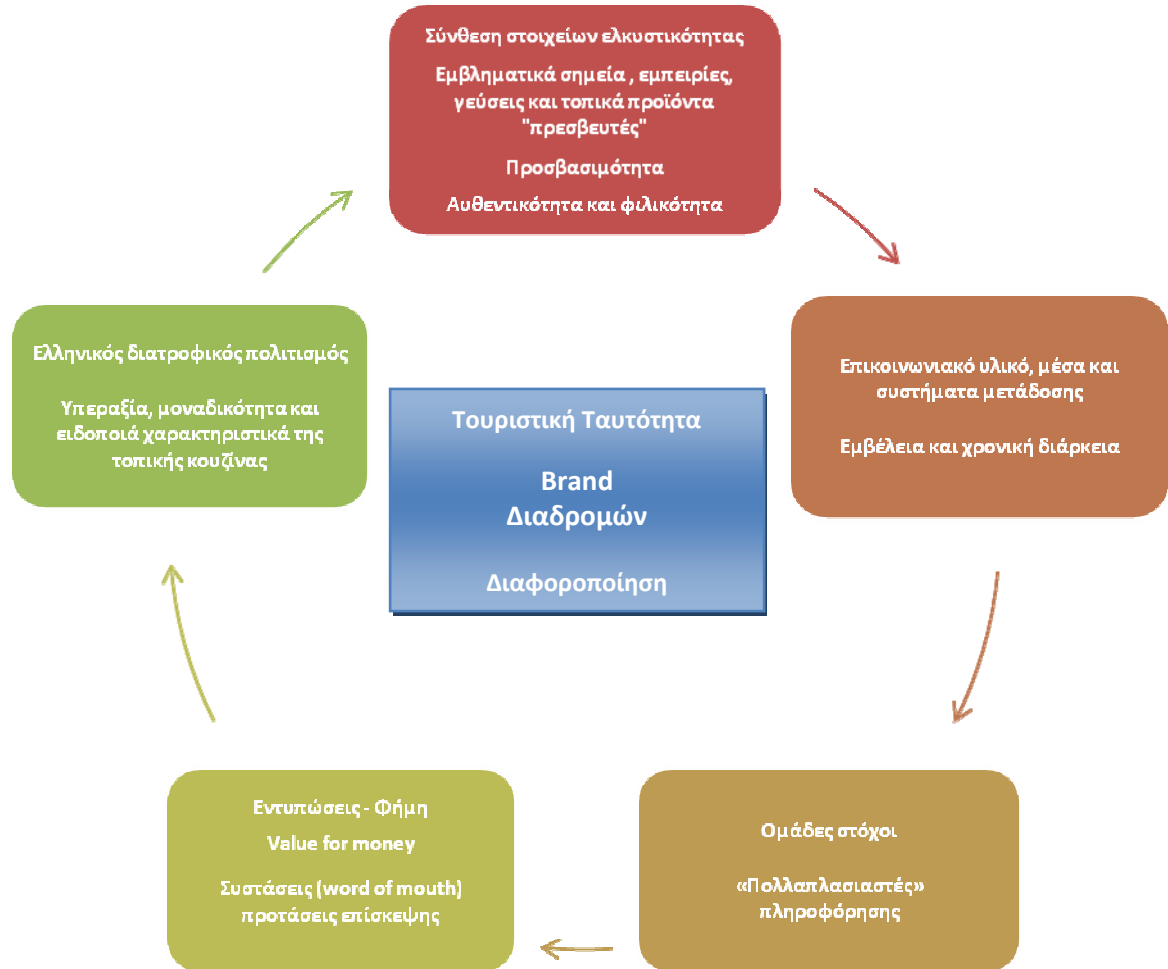 Σύνθεση στοιχείων ελκυστικότητας
Εμβληματικά σημεία , εμπειρίες,
γεύσεις και τοπικά προϊόντα
"πρεσβευτές"
Προσβασιμότητα
Αυθεντικότητα και φιλικότητα
Επικοινωνιακό υλικό, μέσα και
συστήματα μετάδοσης
Εμβέλεια και χρονική διάρκεια
Ομάδες στόχοι
«Πολλαπλασιαστές»
πληροφόρησης
Εντυπώσεις - Φήμη
Value for money
Συστάσεις (word of mouth)
προτάσεις επίσκεψης
Ελληνικός διατροφικός πολιτισμός
Υπεραξία, μοναδικότητα και
ειδοποιά χαρακτηριστικά της
τοπικής κουζίνας
Τουριστική Ταυτότητα
Brand
Διαδρομών
Διαφοροποίηση